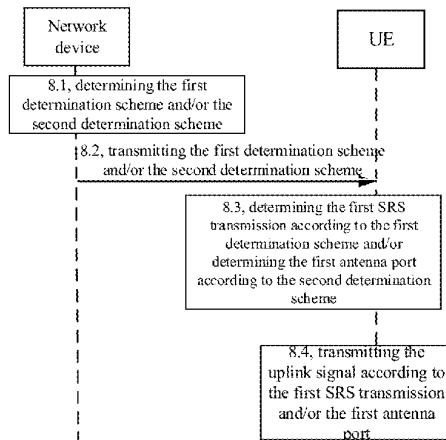 Network
device
UE
8.1, determining the first
determination scheme and/or the
second determination scheme
8.2, transmitting the first determination scheme
and/or the second determination scheme
8.3, determining the first SRS
transmission according to the first
determination scheme and/or
determining the first antenna port
according to the second determination
scheme
8.4, transmitting the
uplink signal according to
the first SRS transmission
and/or the first antenna
port